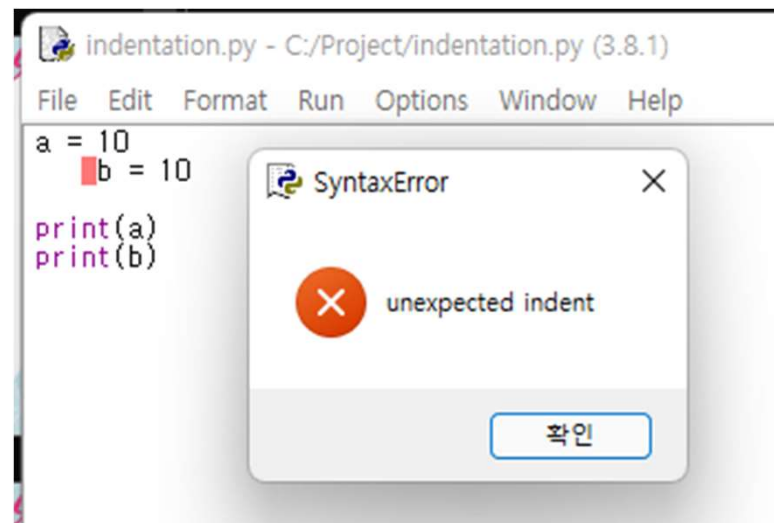 indentation.py - C:/Project/indentation.py (3.8.1)
File Edit Format Run Options Window Help
a = 10
    b = 10
print(a)
print(b)
SyntaxError
unexpected indent
확인